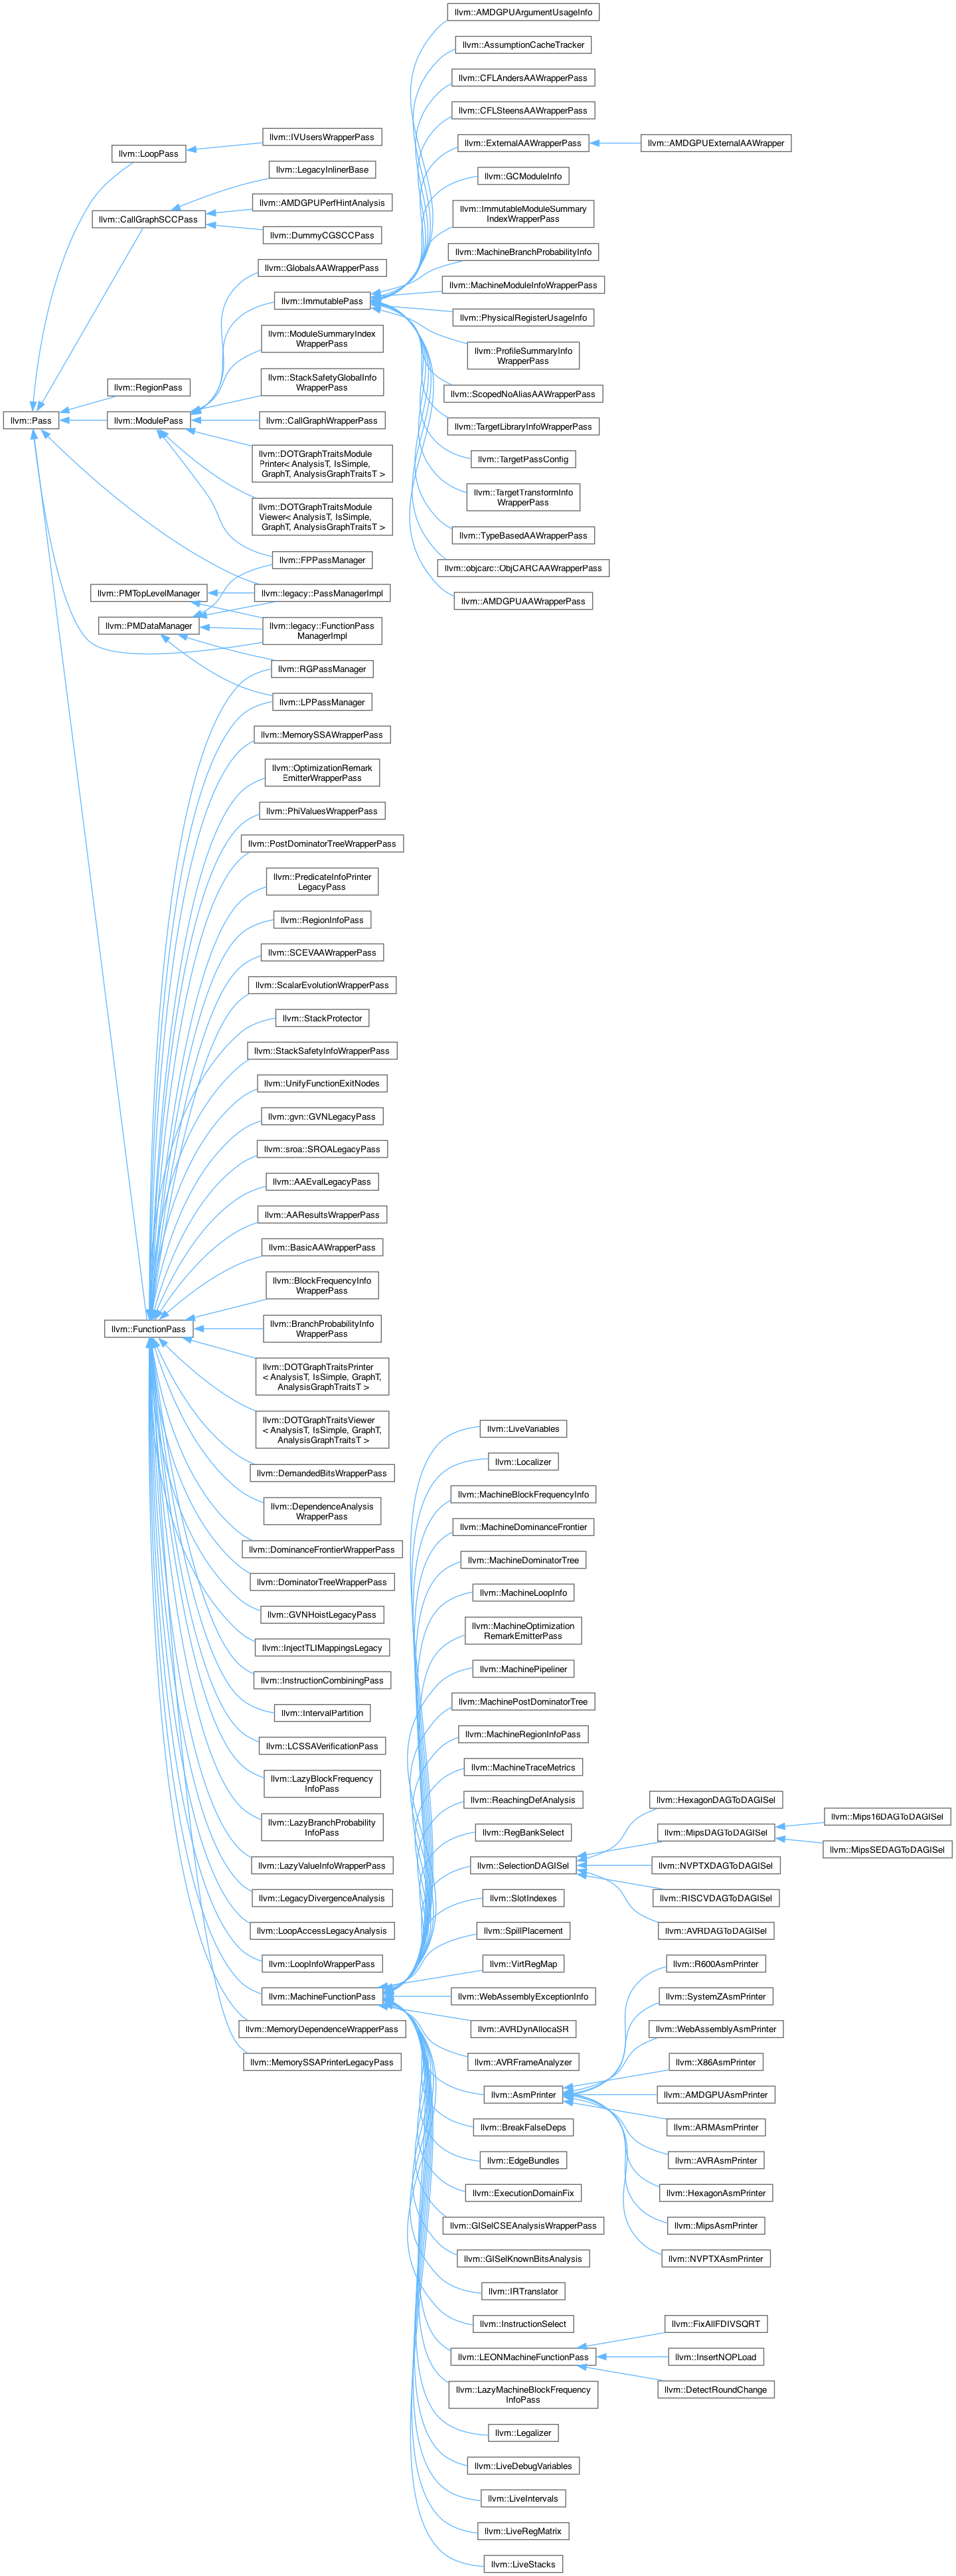 llvm::AMDGPUArgumentUsageInfo
llvm::AssumptionCacheTracker
llvm::CFLAndersAAWrapperPass
llvm::CFLSteensAAWrapperPass
llvm::IVUsersWrapperPass
llvm::ExternalAAWrapperPass
llvm::AMDGPUExternalAAWrapper
llvm::LoopPass
llvm::LegacyInlinerBase
llvm::GCModuleInfo
llvm::AMDGPUPerfHintAnalysis
llvm::ImmutableModuleSummary
IndexWrapperPass
llvm::CallGraphSCCPass
llvm::DummyCGSCCPass
llvm::MachineBranchProbabilityInfo
llvm::GlobalsAAWrapperPass
llvm::MachineModuleInfoWrapperPass
llvm::ImmutablePass
llvm::PhysicalRegisterUsageInfo
llvm::ModuleSummaryIndex
WrapperPass
llvm::ProfileSummaryInfo
WrapperPass
llvm::StackSafetyGlobalInfo
WrapperPass
llvm::RegionPass
llvm::ScopedNoAliasAAWrapperPass
llvm::Pass
llvm::ModulePass
llvm::CallGraphWrapperPass
llvm::TargetLibraryInfoWrapperPass
llvm::DOTGraphTraitsModule
Printer< AnalysisT, IsSimple,
GraphT, AnalysisGraphTraitsT >
llvm::TargetPassConfig
llvm::TargetTransformInfo
WrapperPass
llvm::DOTGraphTraitsModule
Viewer< AnalysisT, IsSimple,
GraphT, AnalysisGraphTraitsT >
llvm::TypeBasedAAWrapperPass
llvm::FPPassManager
llvm::objcarc::ObjCARCAAWrapperPass
llvm::PMTopLevelManager
llvm::legacy::PassManagerImpl
llvm::AMDGPUAAWrapperPass
llvm::PMDataManager
llvm::legacy::FunctionPass
ManagerImpl
llvm::RGPassManager
llvm::LPPassManager
llvm::MemorySSAWrapperPass
llvm::OptimizationRemark
EmitterWrapperPass
llvm::PhiValuesWrapperPass
llvm::PostDominatorTreeWrapperPass
llvm::PredicateInfoPrinter
LegacyPass
llvm::RegionInfoPass
llvm::SCEVAAWrapperPass
llvm::ScalarEvolutionWrapperPass
llvm::StackProtector
llvm::StackSafetyInfoWrapperPass
llvm::UnifyFunctionExitNodes
llvm::gvn::GVNLegacyPass
llvm::sroa::SROALegacyPass
llvm::AAEvalLegacyPass
llvm::AAResultsWrapperPass
llvm::BasicAAWrapperPass
llvm::BlockFrequencyInfo
WrapperPass
llvm::FunctionPass
llvm::BranchProbabilityInfo
WrapperPass
llvm::DOTGraphTraitsPrinter
< AnalysisT, IsSimple, GraphT,
AnalysisGraphTraitsT >
llvm::DOTGraphTraitsViewer
< AnalysisT, IsSimple, GraphT,
AnalysisGraphTraitsT >
llvm::LiveVariables
llvm::Localizer
llvm::DemandedBitsWrapperPass
llvm::MachineBlockFrequencyInfo
llvm::DependenceAnalysis
WrapperPass
llvm::MachineDominanceFrontier
llvm::DominanceFrontierWrapperPass
llvm::MachineDominatorTree
llvm::DominatorTreeWrapperPass
llvm::MachineLoopInfo
llvm::GVNHoistLegacyPass
llvm::MachineOptimization
RemarkEmitterPass
llvm::InjectTLIMappingsLegacy
llvm::MachinePipeliner
llvm::InstructionCombiningPass
llvm::MachinePostDominatorTree
llvm::IntervalPartition
llvm::MachineRegionInfoPass
llvm::LCSSAVerificationPass
llvm::MachineTraceMetrics
llvm::LazyBlockFrequency
InfoPass
llvm::ReachingDefAnalysis
llvm::HexagonDAGToDAGISel
llvm::LazyBranchProbability
InfoPass
llvm::RegBankSelect
llvm::MipsDAGToDAGISel
llvm::Mips16DAGToDAGISel
llvm::MipsSEDAGToDAGISel
llvm::LazyValueInfoWrapperPass
llvm::SelectionDAGISel
llvm::NVPTXDAGToDAGISel
llvm::LegacyDivergenceAnalysis
llvm::SlotIndexes
llvm::RISCVDAGToDAGISel
llvm::LoopAccessLegacyAnalysis
llvm::SpillPlacement
llvm::AVRDAGToDAGISel
llvm::LoopInfoWrapperPass
llvm::VirtRegMap
llvm::R600AsmPrinter
llvm::MachineFunctionPass
llvm::WebAssemblyExceptionInfo
llvm::SystemZAsmPrinter
llvm::MemoryDependenceWrapperPass
llvm::AVRDynAllocaSR
llvm::WebAssemblyAsmPrinter
llvm::MemorySSAPrinterLegacyPass
llvm::AVRFrameAnalyzer
llvm::X86AsmPrinter
llvm::AsmPrinter
llvm::AMDGPUAsmPrinter
llvm::BreakFalseDeps
llvm::ARMAsmPrinter
llvm::EdgeBundles
llvm::AVRAsmPrinter
llvm::ExecutionDomainFix
llvm::HexagonAsmPrinter
llvm::GISelCSEAnalysisWrapperPass
llvm::MipsAsmPrinter
llvm::GISelKnownBitsAnalysis
llvm::NVPTXAsmPrinter
llvm::IRTranslator
llvm::InstructionSelect
llvm::FixAllFDIVSQRT
llvm::LEONMachineFunctionPass
llvm::InsertNOPLoad
llvm::LazyMachineBlockFrequency
InfoPass
llvm::DetectRoundChange
llvm::Legalizer
llvm::LiveDebugVariables
llvm::LiveIntervals
llvm::LiveRegMatrix
llvm::LiveStacks